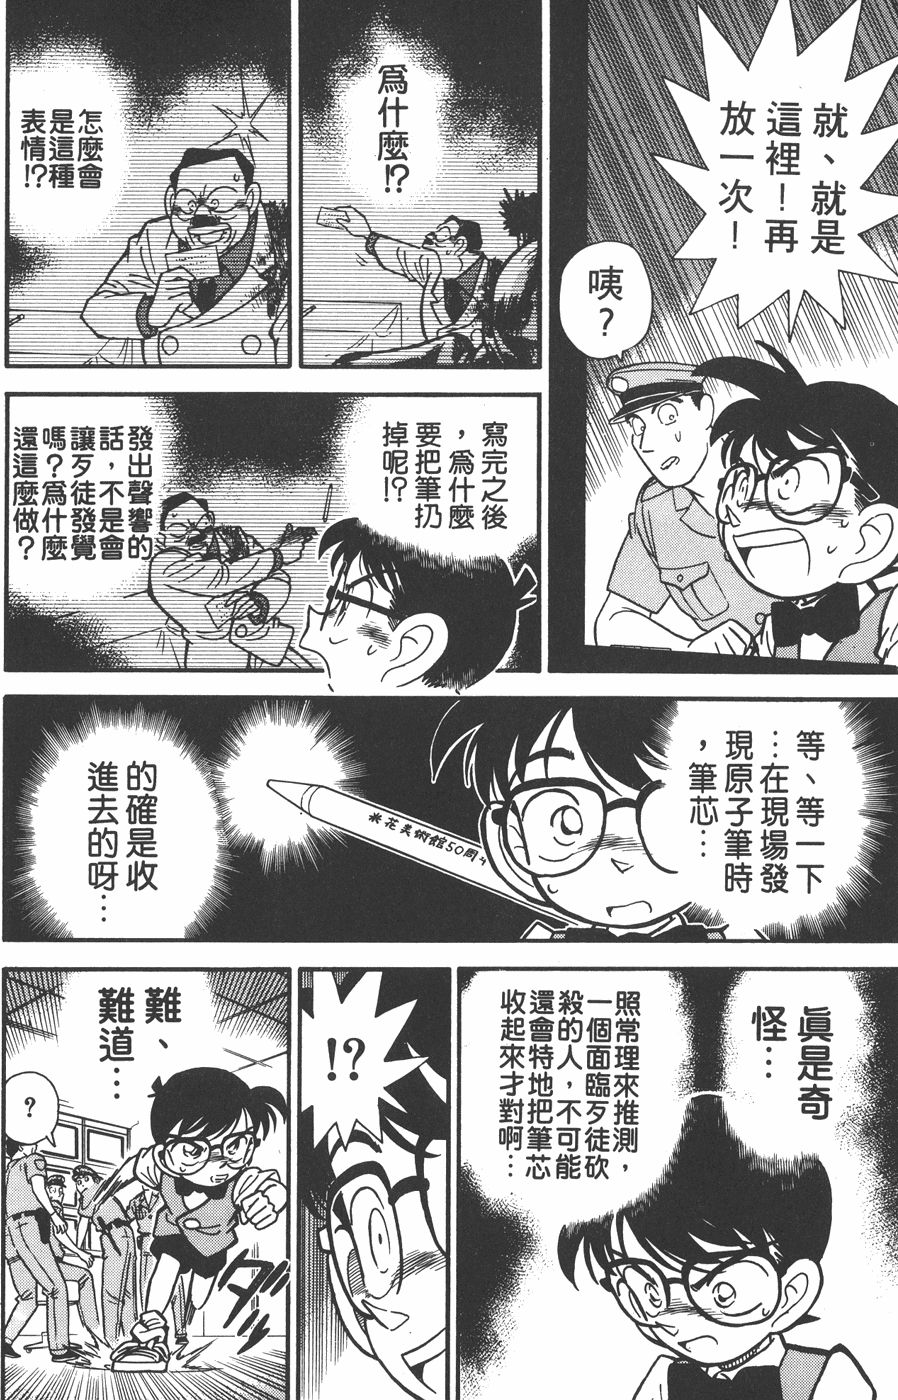 就、就是
這裡！再
放一次！
咦？
爲什麼!?
怎麼會
是這種
表情!?
寫完之後
，爲什麼
要把筆扔
掉呢!?
發出聲響的
話，不是會
讓歹徒發覺
嗎？爲什麼
還這麼做？
等、等一下
…在現場發
現原子筆時
，筆芯…
米花美術館50周年
的確是收
進去的呀…
眞是奇
怪…
照常理來推測，
一個面臨歹徒砍
殺的人，不可能
還會特地把筆芯
收起來才對啊…
!?
難、
難道…
？
ダッ